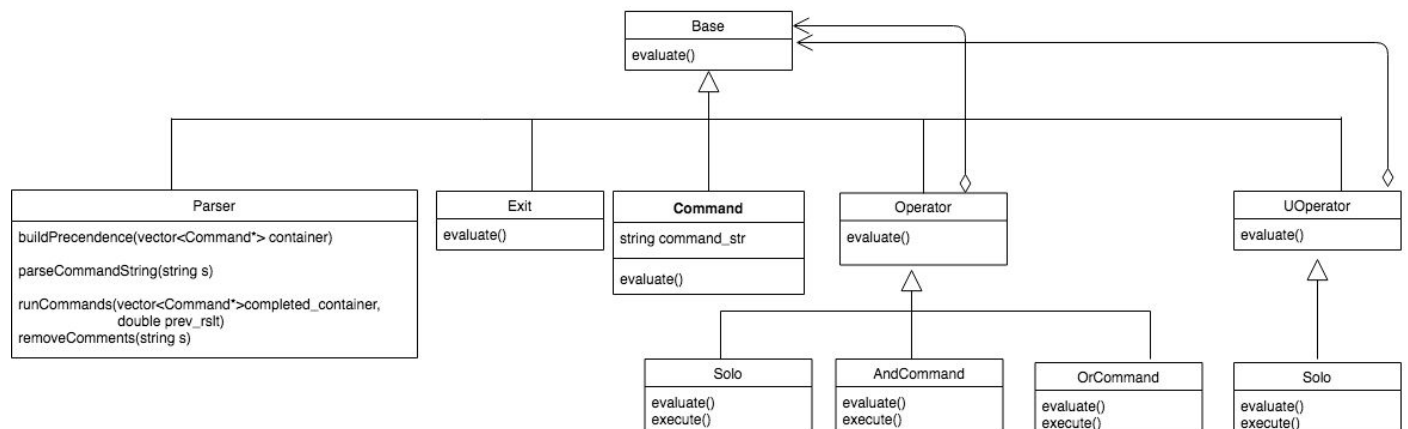 Base
evaluate()
Parser
buildPrecendence(vector<Command*> container)
parseCommandString(string s)
runCommands(vector<Command*>completed_container,
double prev_rslt)
removeComments(string s)
Exit
evaluate()
Command
string command_str
evaluate()
Operator
evaluate()
UOperator
evaluate()
Solo
evaluate()
execute()
AndCommand
evaluate()
execute()
OrCommand
evaluate()
execute()
Solo
evaluate()
execute()